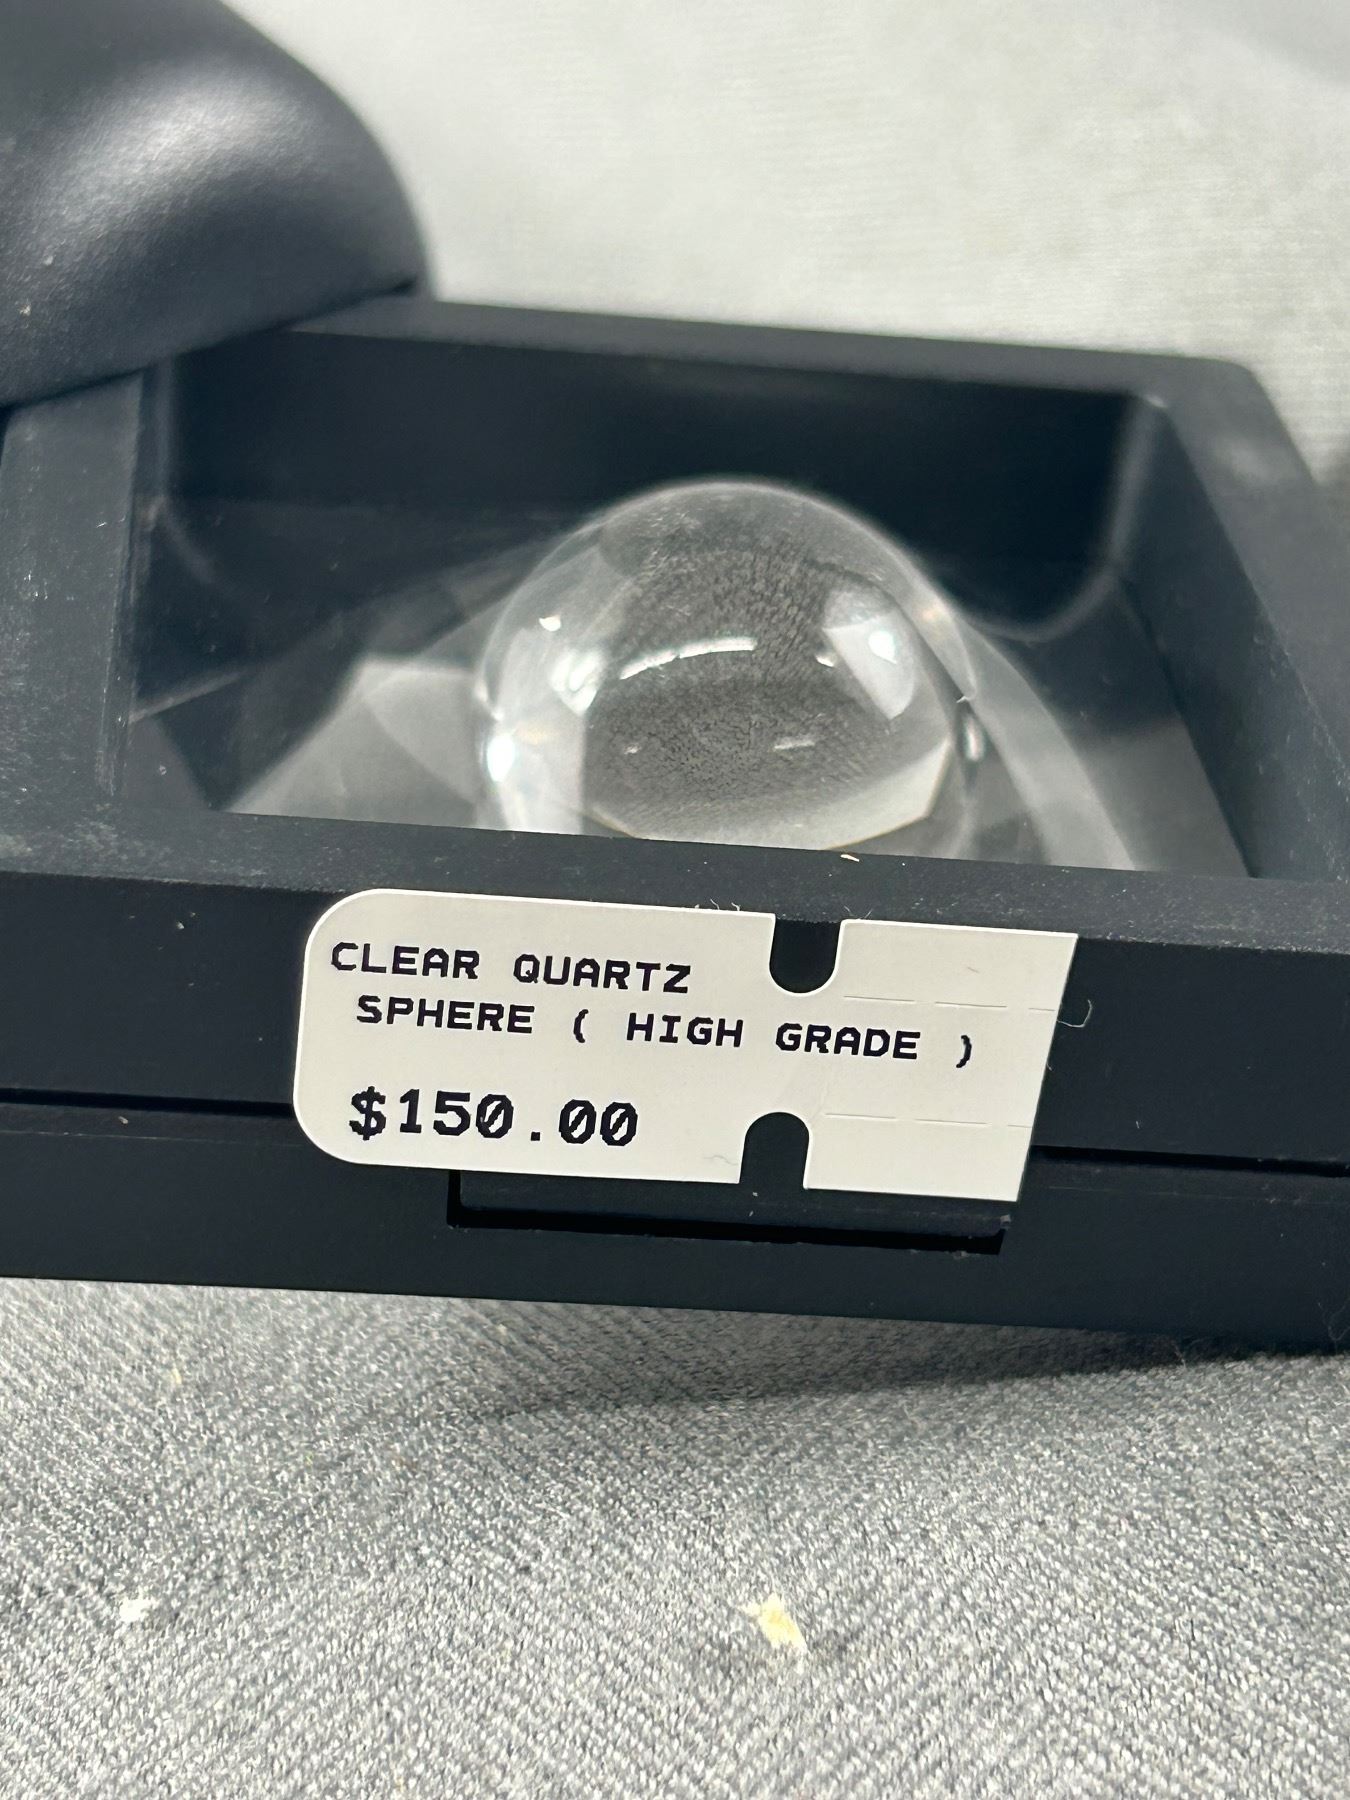 CLEAR QUARTZ
SPHERE ( HIGH GRADE )
$150.00